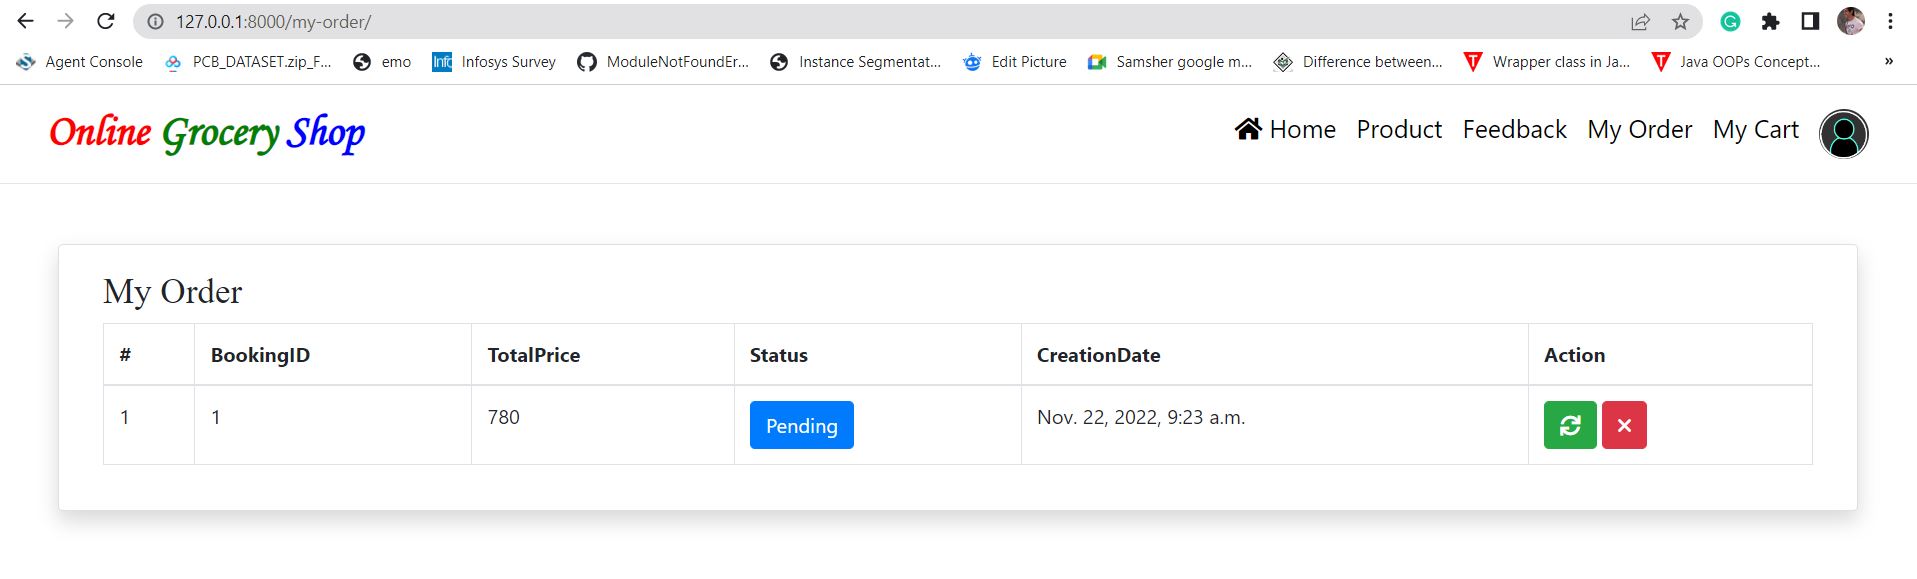 127.0.0.1:8000/my-order/
Agent Console PCB_DATASET.zip_F... emo Infosys Survey ModuleNotFoundEr... Instance Segmentat... Edit Picture Samsher google m... Difference between... Wrapper class in Ja... Java OOPs Concept... »
Online Grocery Shop Home Product Feedback My Order My Cart
My Order
# BookingID TotalPrice Status CreationDate Action
1 1 780 Pending Nov. 22, 2022, 9:23 a.m.